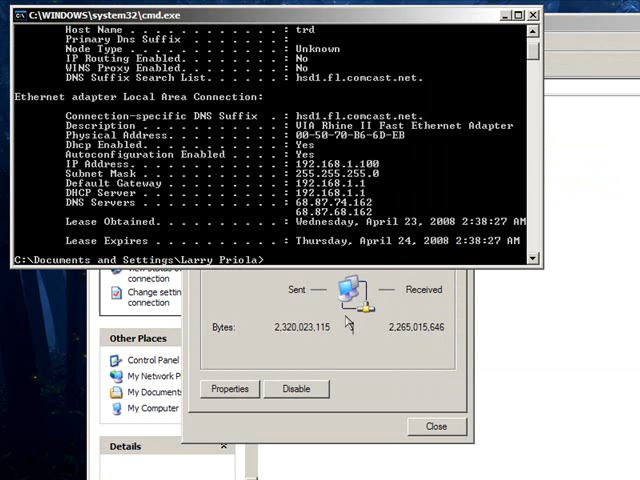 C:\WINDOWS\system32\cmd.exe
Host Name . . . . . . . . . . . . : trd
Primary Dns Suffix . . . . . . . :
Node Type . . . . . . . . . . . . : Unknown
IP Routing Enabled. . . . . . . . : No
WINS Proxy Enabled. . . . . . . . : No
DNS Suffix Search List. . . . . . : hsd1.fl.comcast.net.
Ethernet adapter Local Area Connection:
Connection-specific DNS Suffix . : hsd1.fl.comcast.net.
Description . . . . . . . . . . . : VIA Rhine II Fast Ethernet Adapter
Physical Address. . . . . . . . . : 00-50-70-B6-6D-EB
Dhcp Enabled. . . . . . . . . . . : Yes
Autoconfiguration Enabled . . . . : Yes
IP Address. . . . . . . . . . . . : 192.168.1.100
Subnet Mask . . . . . . . . . . . : 255.255.255.0
Default Gateway . . . . . . . . . : 192.168.1.1
DHCP Server . . . . . . . . . . . : 192.168.1.1
DNS Servers . . . . . . . . . . . : 68.87.74.162
68.87.68.162
Lease Obtained. . . . . . . . . . : Wednesday, April 23, 2008 2:38:27 AM
Lease Expires . . . . . . . . . . : Thursday, April 24, 2008 2:38:27 AM
C:\Documents and Settings\Larry Priola>
connection
Change setti
connection
Other Places
Control Panel
My Network P
My Documents
My Computer
Details
Sent
Received
Bytes:
2,320,023,115
2,265,015,646
Properties
Disable
Close